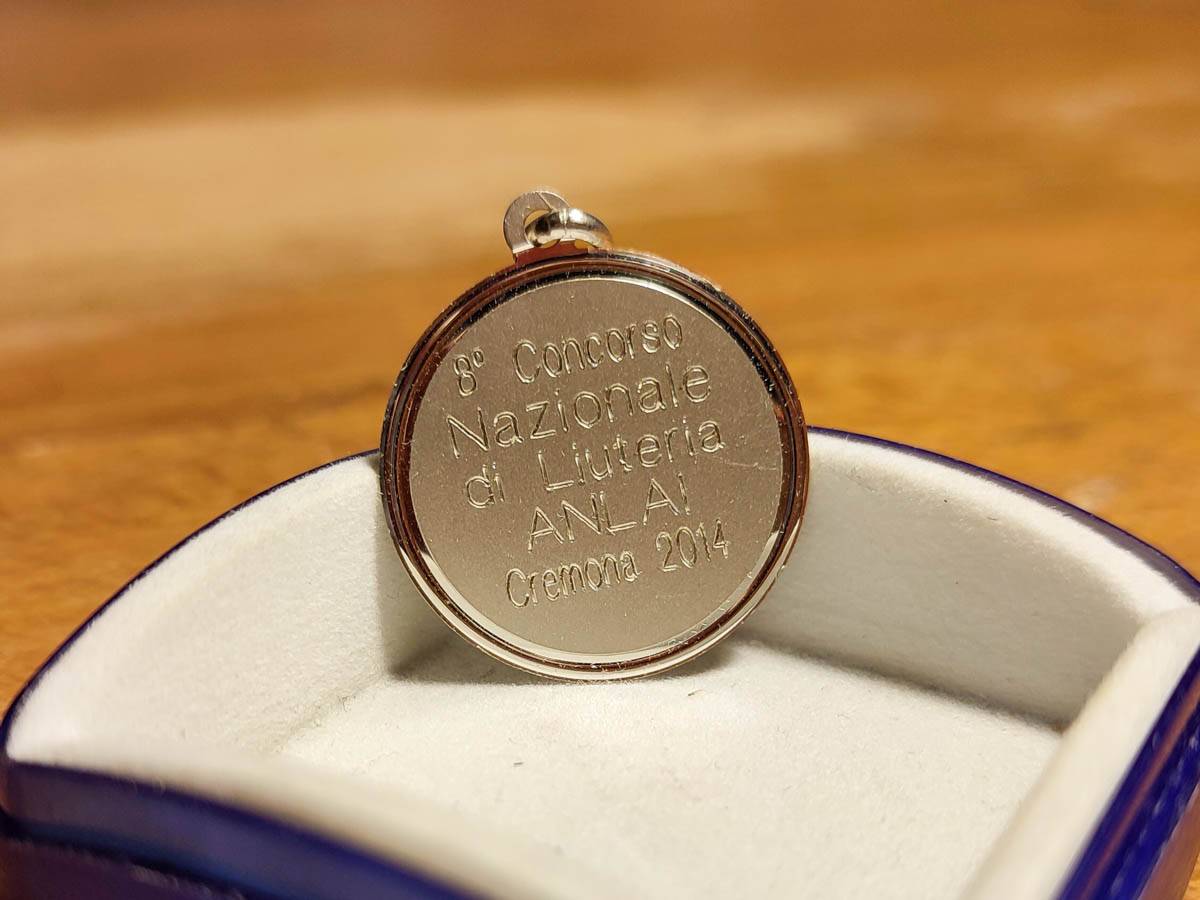 8° Concorso
Nazionale
di Liuteria
ANLAI
Cremona 2014